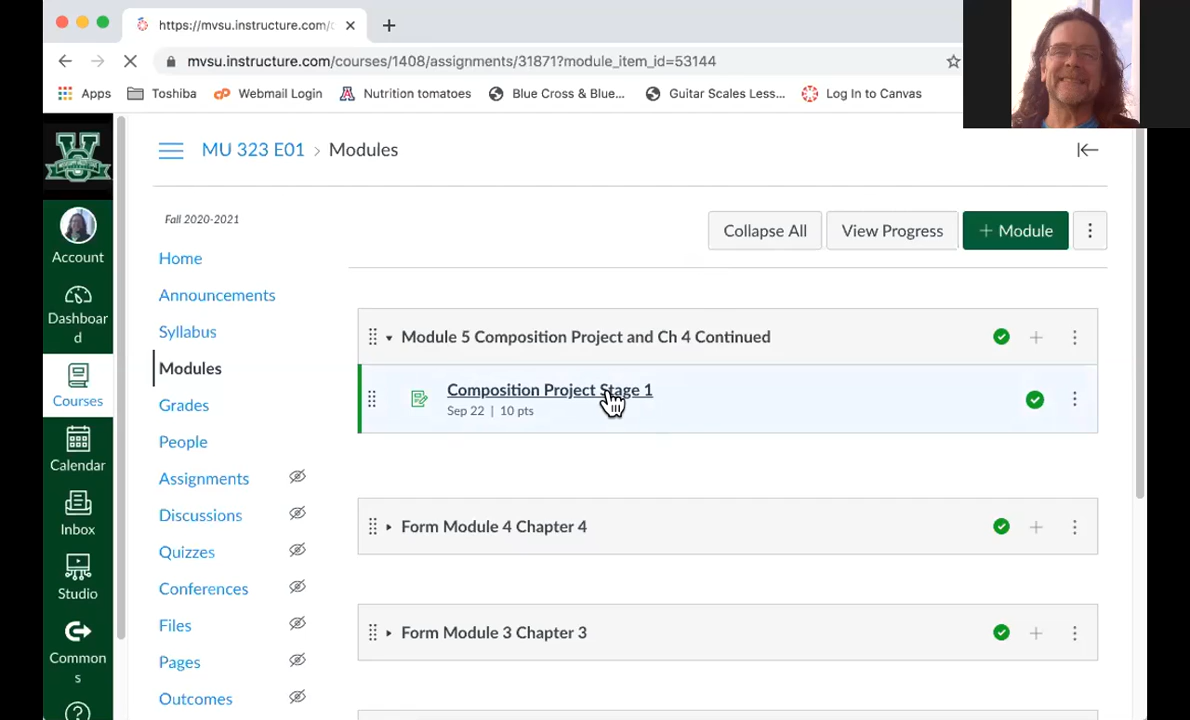 https://mvsu.instructure.com/
mvsu.instructure.com/courses/1408/assignments/31871?module_item_id=53144
Apps Toshiba Webmail Login Nutrition tomatoes Blue Cross & Blue... Guitar Scales Less... Log In to Canvas
MU 323 E01 › Modules
Fall 2020-2021
Collapse All View Progress + Module
Account
Dashboar
d
Courses
Calendar
Inbox
Studio
Common
s
Home
Announcements
Syllabus
Modules
Grades
People
Assignments
Discussions
Quizzes
Conferences
Files
Pages
Outcomes
Module 5 Composition Project and Ch 4 Continued
Composition Project Stage 1
Sep 22 | 10 pts
Form Module 4 Chapter 4
Form Module 3 Chapter 3